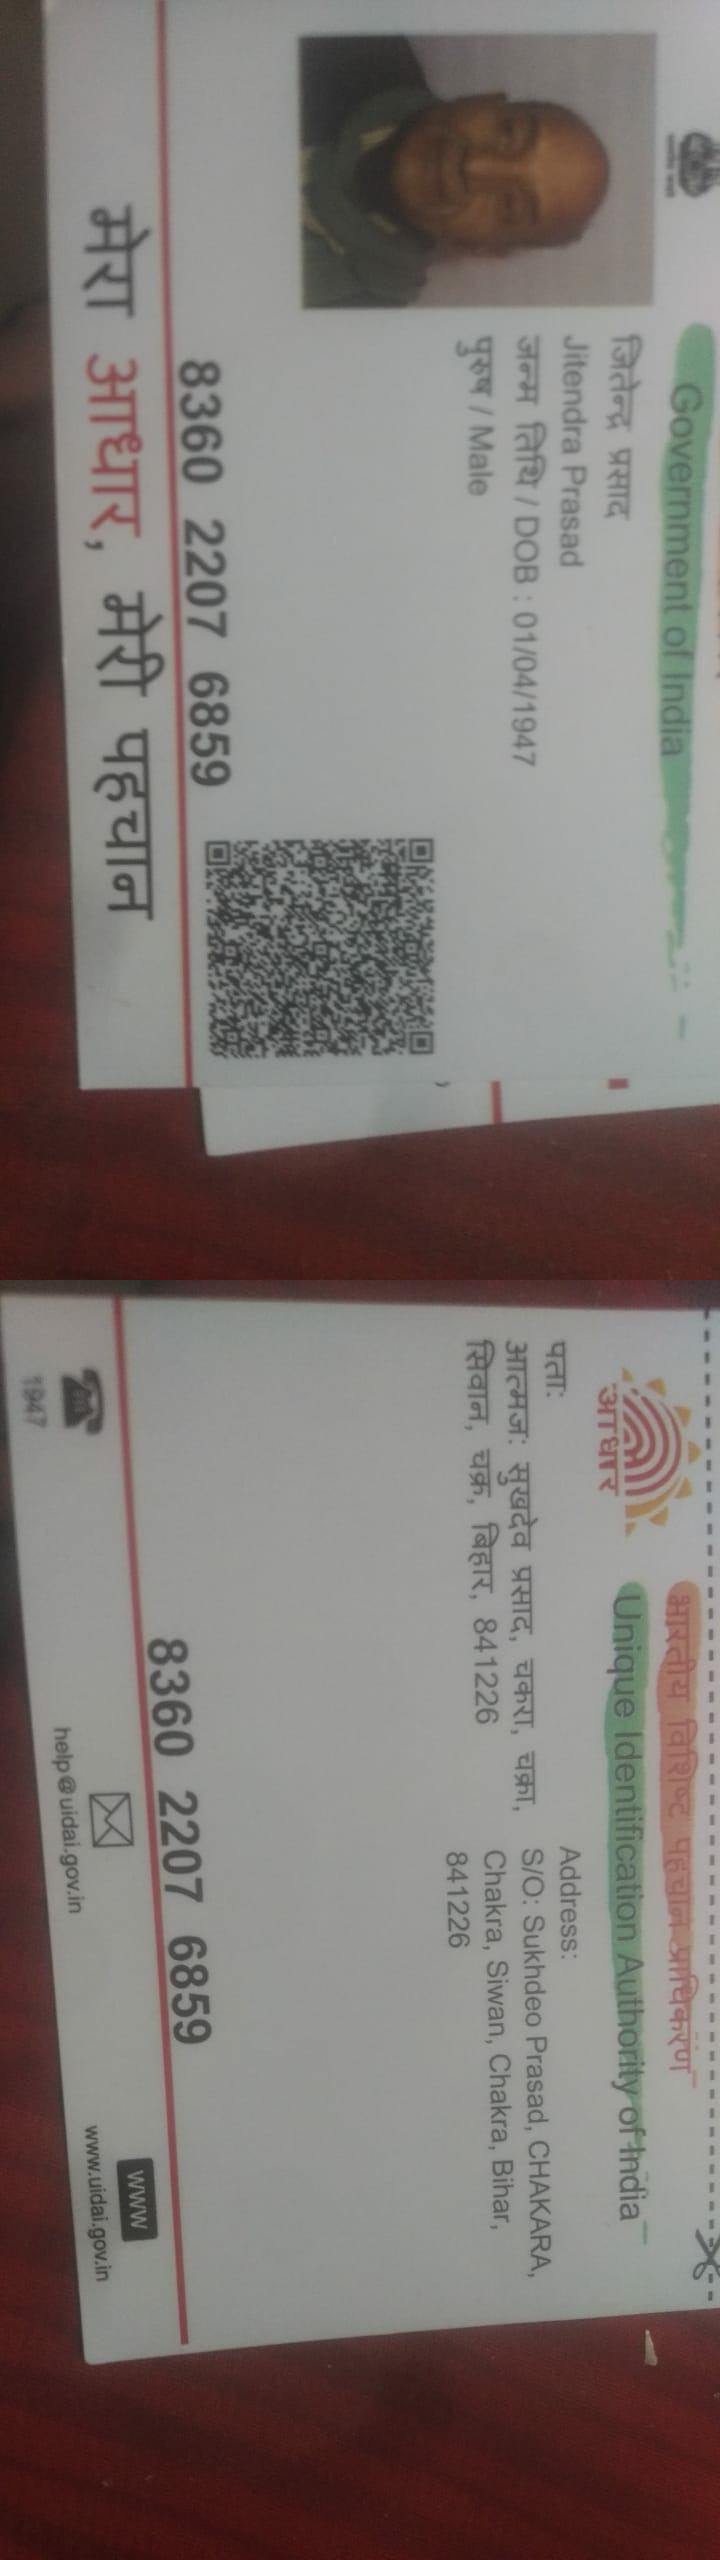 Government of India
जितेन्द्र प्रसाद
Jitendra Prasad
जन्म तिथि / DOB : 01/04/1947
पुरुष / Male
8360 2207 6859
मेरा आधार, मेरी पहचान
भारतीय विशिष्ट पहचान प्राधिकरण
Unique Identification Authority of India
आधार
पताः
आत्मजः सुखदेव प्रसाद, चकरा, चक्रा,
सिवान, चक्र, बिहार, 841226
Address:
S/O: Sukhdeo Prasad, CHAKARA,
Chakra, Siwan, Chakra, Bihar,
841226
8360 2207 6859
1947
help@uidai.gov.in
www
www.uidai.gov.in